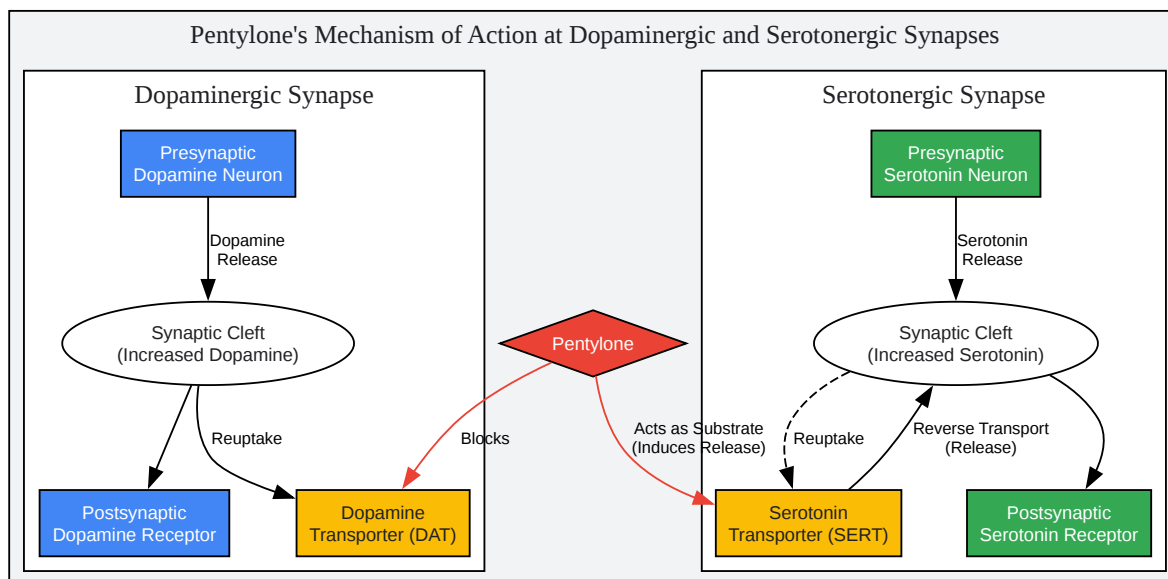 Pentylone's Mechanism of Action at Dopaminergic and Serotonergic Synapses
Dopaminergic Synapse
Presynaptic
Dopamine Neuron
Dopamine
Release
Synaptic Cleft
(Increased Dopamine)
Reuptake
Postsynaptic
Dopamine Receptor
Dopamine
Transporter (DAT)
Pentylone
Blocks
Acts as Substrate
(Induces Release)
Serotonergic Synapse
Presynaptic
Serotonin Neuron
Serotonin
Release
Synaptic Cleft
(Increased Serotonin)
Reuptake
Reverse Transport
(Release)
Serotonin
Transporter (SERT)
Postsynaptic
Serotonin Receptor